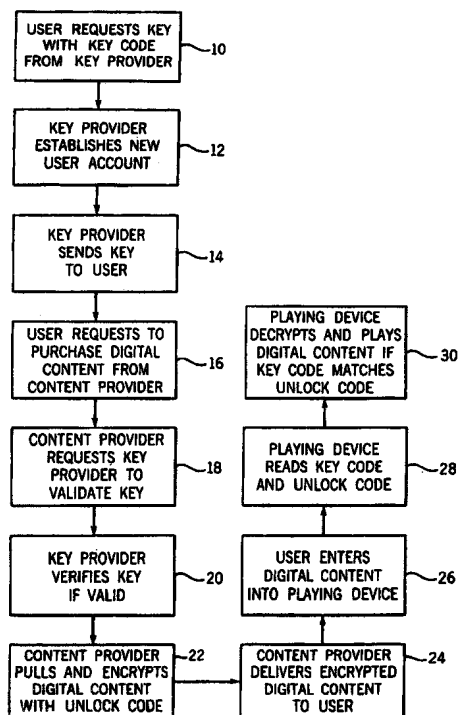 USER REQUESTS KEY
WITH KEY CODE
FROM KEY PROVIDER
10
KEY PROVIDER
ESTABLISHES NEW
USER ACCOUNT
12
KEY PROVIDER
SENDS KEY
TO USER
14
USER REQUESTS TO
PURCHASE DIGITAL
CONTENT FROM
CONTENT PROVIDER
16
CONTENT PROVIDER
REQUESTS KEY
PROVIDER TO
VALIDATE KEY
18
KEY PROVIDER
VERIFIES KEY
IF VALID
20
CONTENT PROVIDER
PULLS AND ENCRYPTS
DIGITAL CONTENT
WITH UNLOCK CODE
22
CONTENT PROVIDER
DELIVERS ENCRYPTED
DIGITAL CONTENT
TO USER
24
USER ENTERS
DIGITAL CONTENT
INTO PLAYING DEVICE
26
PLAYING DEVICE
READS KEY CODE
AND UNLOCK CODE
28
PLAYING DEVICE
DECRYPTS AND PLAYS
DIGITAL CONTENT IF
KEY CODE MATCHES
UNLOCK CODE
30